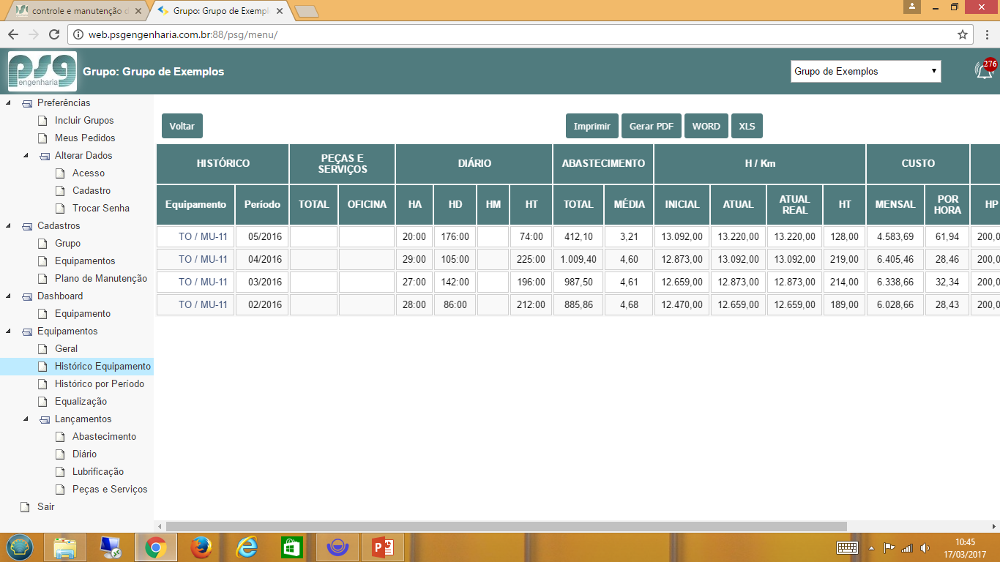 controle e manutenção d
Grupo: Grupo de Exempl
web.psgengenharia.com.br:88/psg/menu/
psg
engenharia
Grupo: Grupo de Exemplos
Grupo de Exemplos
276
Preferências
Incluir Grupos
Meus Pedidos
Alterar Dados
Acesso
Cadastro
Trocar Senha
Cadastros
Grupo
Equipamentos
Plano de Manutenção
Dashboard
Equipamento
Equipamentos
Geral
Histórico Equipamento
Histórico por Período
Equalização
Lançamentos
Abastecimento
Diário
Lubrificação
Peças e Serviços
Sair
Voltar Imprimir Gerar PDF WORD XLS
HISTÓRICO PEÇAS E SERVIÇOS DIÁRIO ABASTECIMENTO H / Km CUSTO
Equipamento Período TOTAL OFICINA HA HD HM HT TOTAL MÉDIA INICIAL ATUAL ATUAL REAL HT MENSAL POR HORA HP
TO / MU-11 05/2016 20:00 176:00 74:00 412,10 3,21 13.092,00 13.220,00 13.220,00 128,00 4.583,69 61,94 200,0
TO / MU-11 04/2016 29:00 105:00 225:00 1.009,40 4,60 12.873,00 13.092,00 13.092,00 219,00 6.405,46 28,46 200,0
TO / MU-11 03/2016 27:00 142:00 196:00 987,50 4,61 12.659,00 12.873,00 12.873,00 214,00 6.338,66 32,34 200,0
TO / MU-11 02/2016 28:00 86:00 212:00 885,86 4,68 12.470,00 12.659,00 12.659,00 189,00 6.028,66 28,43 200,0
10:45
17/03/2017